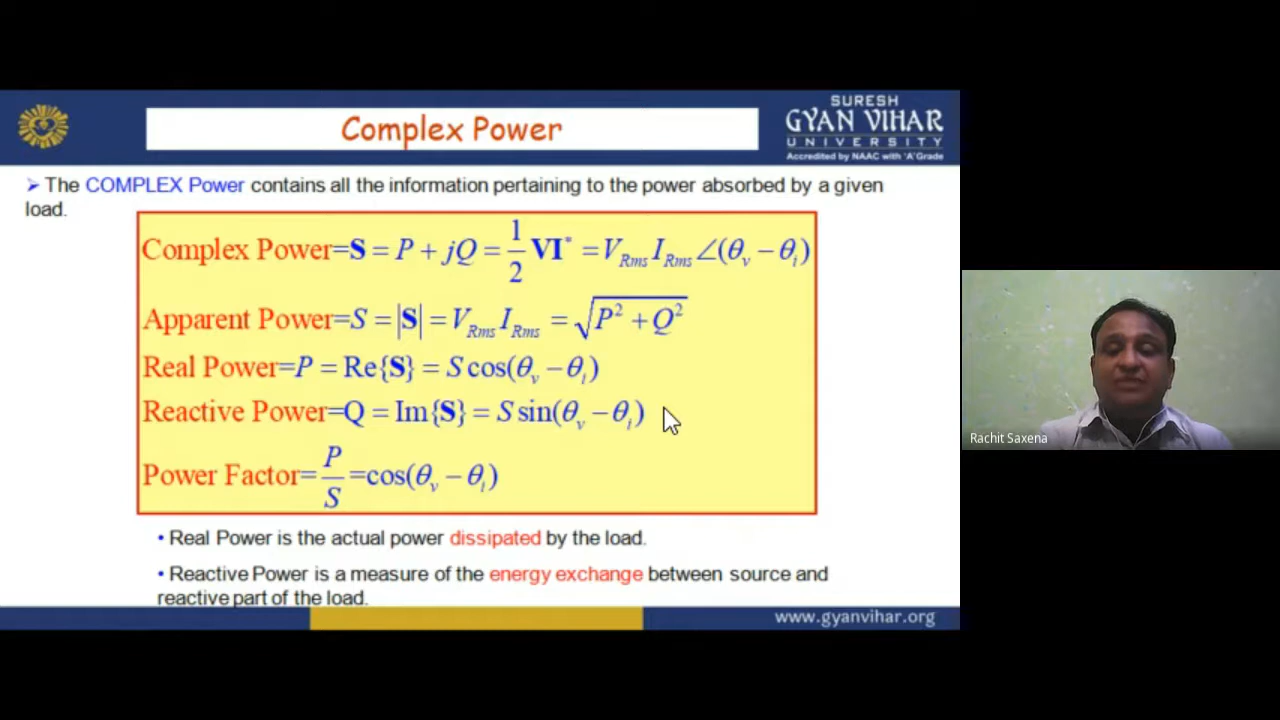 Complex Power
SURESH
GYAN VIHAR
UNIVERSITY
Accredited by NAAC with 'A' Grade
➢ The COMPLEX Power contains all the information pertaining to the power absorbed by a given
load.
Complex Power=S = P + jQ = 1/2 VI* = V_Rms I_Rms ∠(θ_v − θ_i)
Apparent Power=S = |S| = V_Rms I_Rms = √(P² + Q²)
Real Power=P = Re{S} = S cos(θ_v − θ_i)
Reactive Power=Q = Im{S} = S sin(θ_v − θ_i)
Power Factor= P/S =cos(θ_v − θ_i)
• Real Power is the actual power dissipated by the load.
• Reactive Power is a measure of the energy exchange between source and
reactive part of the load.
www.gyanvihar.org
Rachit Saxena